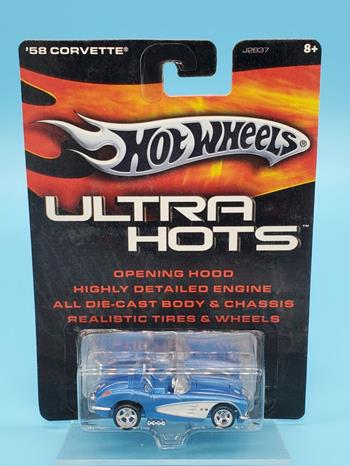 '58 CORVETTE®
J2837
8+
HOT WHEELS®
ULTRA
HOTS™
OPENING HOOD
HIGHLY DETAILED ENGINE
ALL DIE-CAST BODY & CHASSIS
REALISTIC TIRES & WHEELS